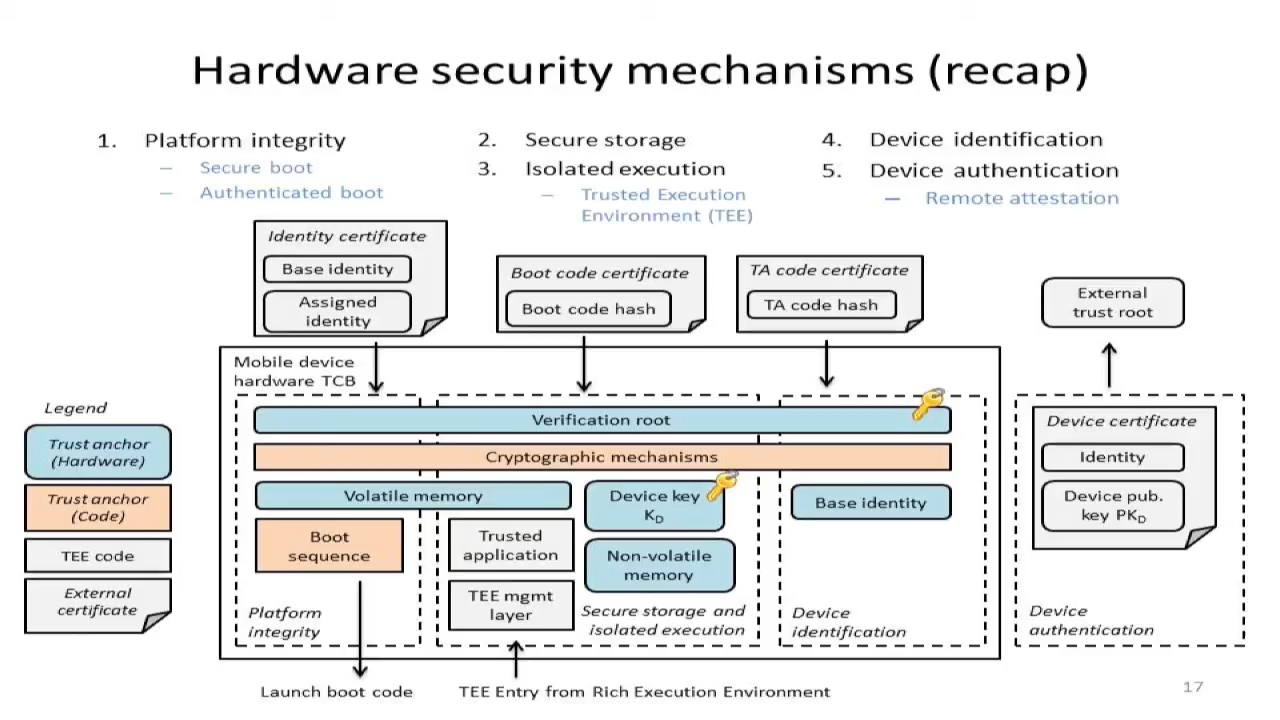 Hardware security mechanisms (recap)
1. Platform integrity
– Secure boot
– Authenticated boot
2. Secure storage
3. Isolated execution
– Trusted Execution
Environment (TEE)
4. Device identification
5. Device authentication
– Remote attestation
Identity certificate
Base identity
Assigned
identity
Boot code certificate
Boot code hash
TA code certificate
TA code hash
External
trust root
Mobile device
hardware TCB
Legend
Trust anchor
(Hardware)
Trust anchor
(Code)
TEE code
External
certificate
Verification root
Cryptographic mechanisms
Volatile memory
Boot
sequence
Platform
integrity
Device key
KD
Trusted
application
Non-volatile
memory
TEE mgmt
layer
Secure storage and
isolated execution
Base identity
Device
identification
Device certificate
Identity
Device pub.
key PKD
Device
authentication
Launch boot code
TEE Entry from Rich Execution Environment
17